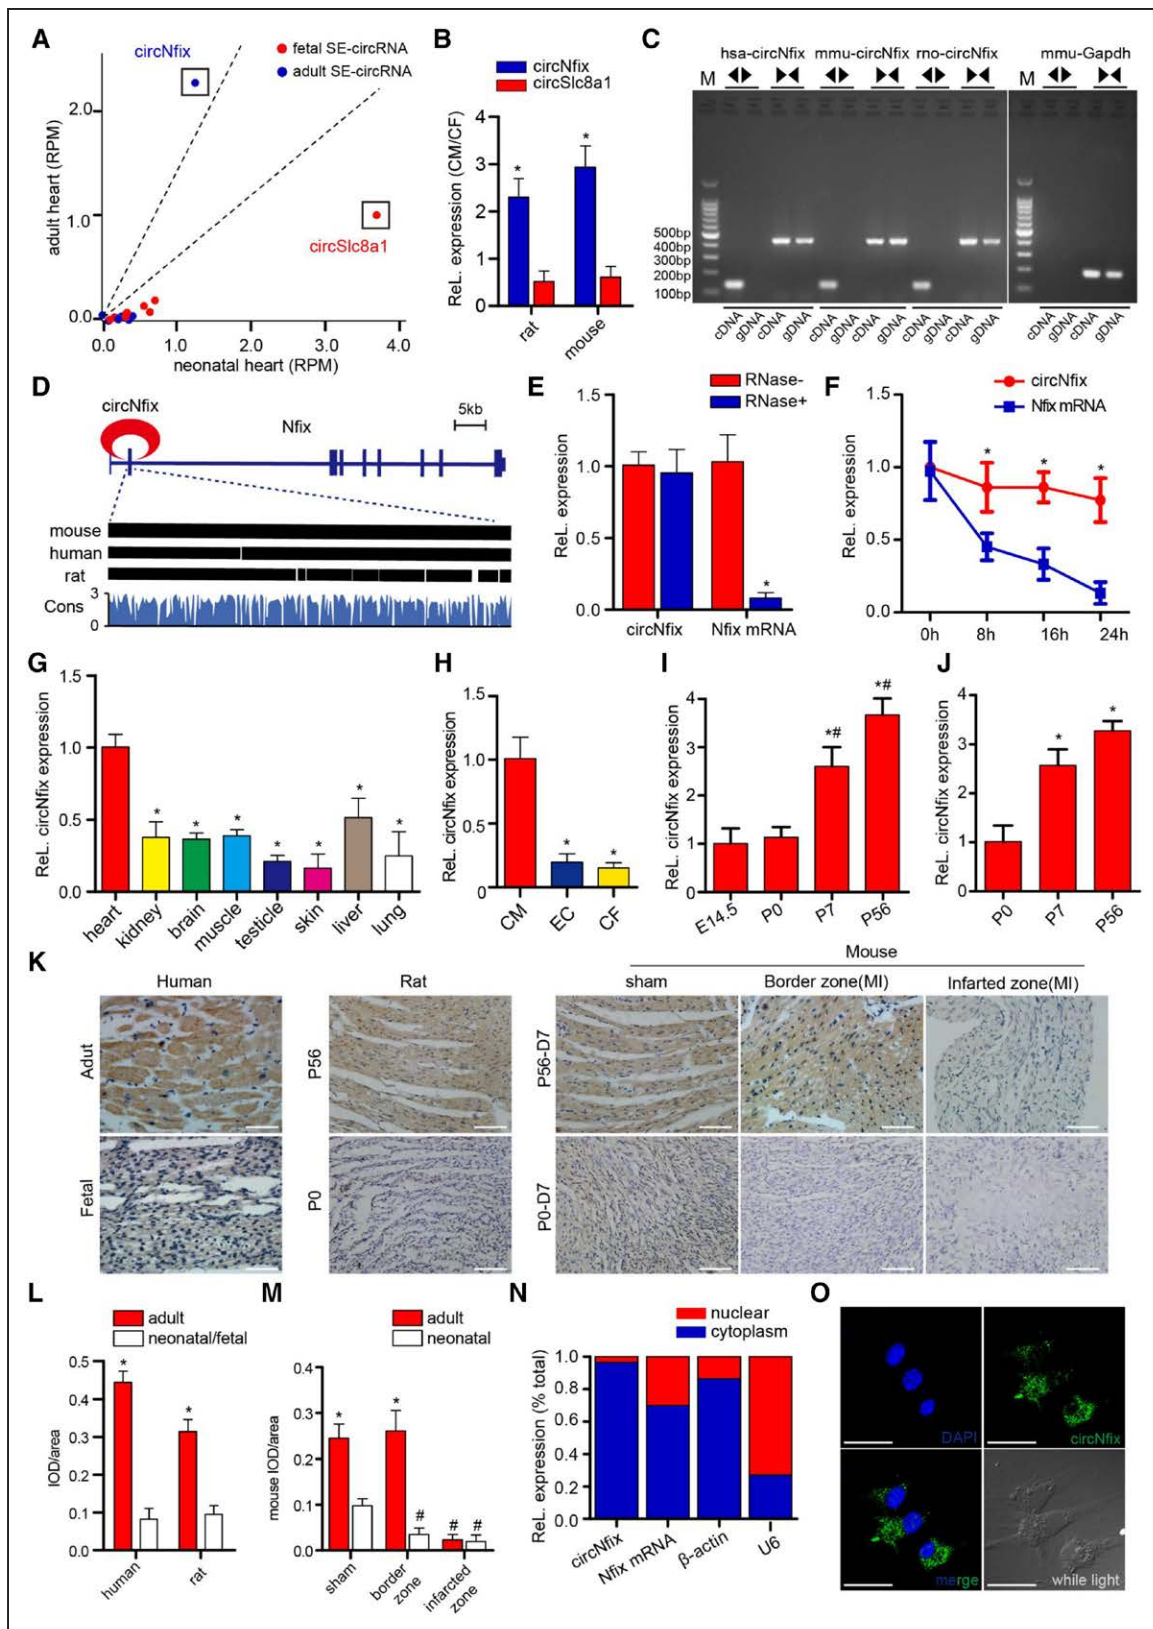 A
circNfix
fetal SE-circRNA
adult SE-circRNA
adult heart (RPM)
2.0
1.0
0.0
circSlc8a1
0.0 1.0 2.0 3.0 4.0
neonatal heart (RPM)
B
circNfix
circSlc8a1
ReL. expression (CM/CF)
4
3
2
1
0
* *
rat mouse
C
hsa-circNfix mmu-circNfix rno-circNfix mmu-Gapdh
M M
500bp
400bp
300bp
200bp
100bp
cDNA gDNA cDNA gDNA cDNA gDNA cDNA gDNA cDNA gDNA cDNA gDNA cDNA gDNA cDNA gDNA
D
circNfix
Nfix
5kb
mouse
human
rat
Cons
3
0
E
RNase-
RNase+
ReL. expression
1.5
1.0
0.5
0.0
*
circNfix Nfix mRNA
F
circNfix
Nfix mRNA
ReL. expression
1.5
1.0
0.5
0.0
* * *
0h 8h 16h 24h
G
ReL. circNfix expression
1.5
1.0
0.5
0.0
* * * * * * *
heart kidney brain muscle testicle skin liver lung
H
ReL. circNfix expression
1.5
1.0
0.5
0
* *
CM EC CF
I
ReL. circNfix expression
4
3
2
1
0
*# *#
E14.5 P0 P7 P56
J
ReL. circNfix expression
4
3
2
1
0
* *
P0 P7 P56
K
Mouse
Human Rat sham Border zone(MI) Infarted zone(MI)
Adut P56 P56-D7
Fetal P0 P0-D7
L
adult
neonatal/fetal
IOD/area
0.5
0.4
0.3
0.2
0.1
0.0
* *
human rat
M
adult
neonatal
mouse IOD/area
0.4
0.3
0.2
0.1
0.0
* * # # #
sham border zone infarcted zone
N
nuclear
cytoplasm
ReL. expression (% total)
1.0
0.8
0.6
0.4
0.2
0.0
circNfix Nfix mRNA β-actin U6
O
DAPI circNfix
merge while light